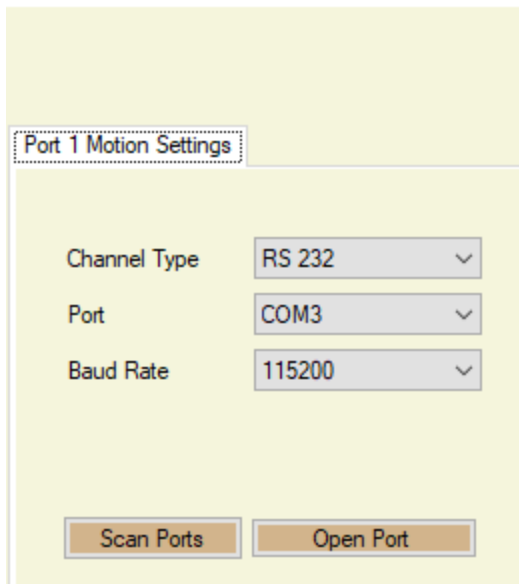 Port 1 Motion Settings
Channel Type RS 232
Port COM3
Baud Rate 115200
Scan Ports Open Port